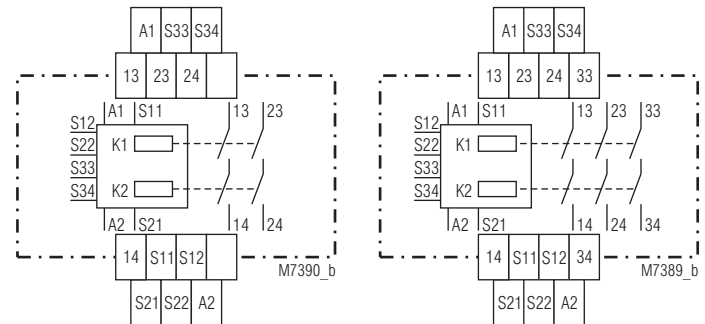 A1 S33 S34
13 23 24
A1 S11 13 23
S12
S22 K1
S33
S34 K2
A2 S21 14 24
14 S11 S12
M7390_b
S21 S22 A2
A1 S33 S34
13 23 24 33
A1 S11 13 23 33
S12
S22 K1
S33
S34 K2
A2 S21 14 24 34
14 S11 S12 34
M7389_b
S21 S22 A2